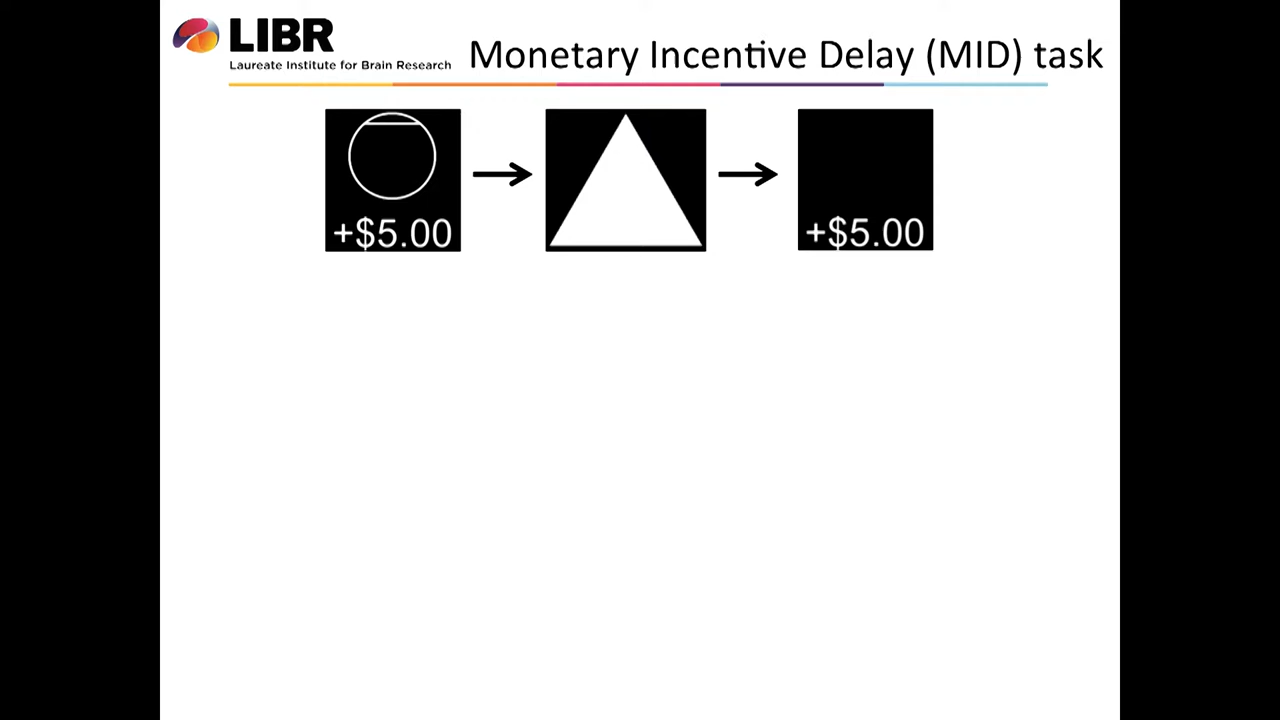 LIBR
Laureate Institute for Brain Research
Monetary Incentive Delay (MID) task
+$5.00
+$5.00